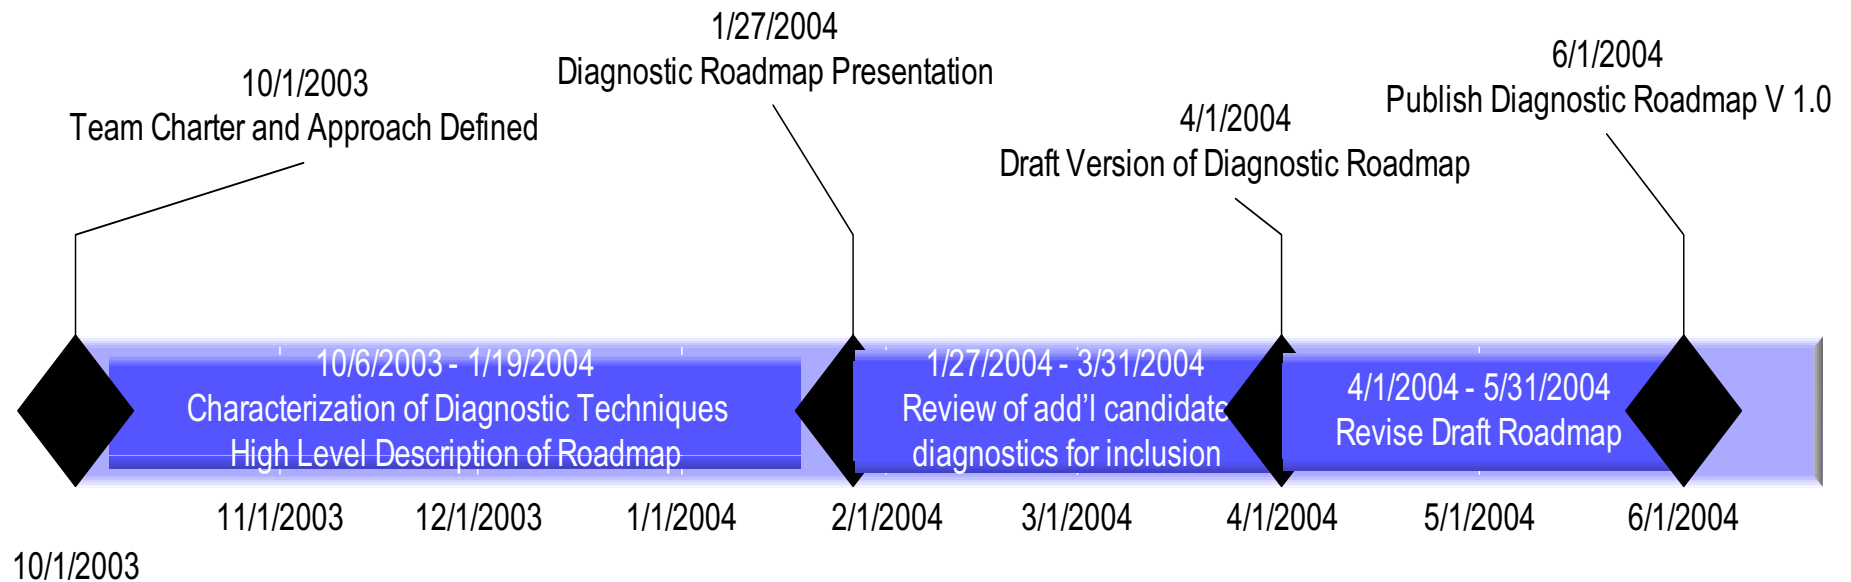 1/27/2004
Diagnostic Roadmap Presentation
10/1/2003
Team Charter and Approach Defined
6/1/2004
Publish Diagnostic Roadmap V 1.0
4/1/2004
Draft Version of Diagnostic Roadmap
10/6/2003 - 1/19/2004
Characterization of Diagnostic Techniques
High Level Description of Roadmap
1/27/2004 - 3/31/2004
Review of add’l candidate
diagnostics for inclusion
4/1/2004 - 5/31/2004
Revise Draft Roadmap
11/1/2003
12/1/2003
1/1/2004
2/1/2004
3/1/2004
4/1/2004
5/1/2004
6/1/2004
10/1/2003